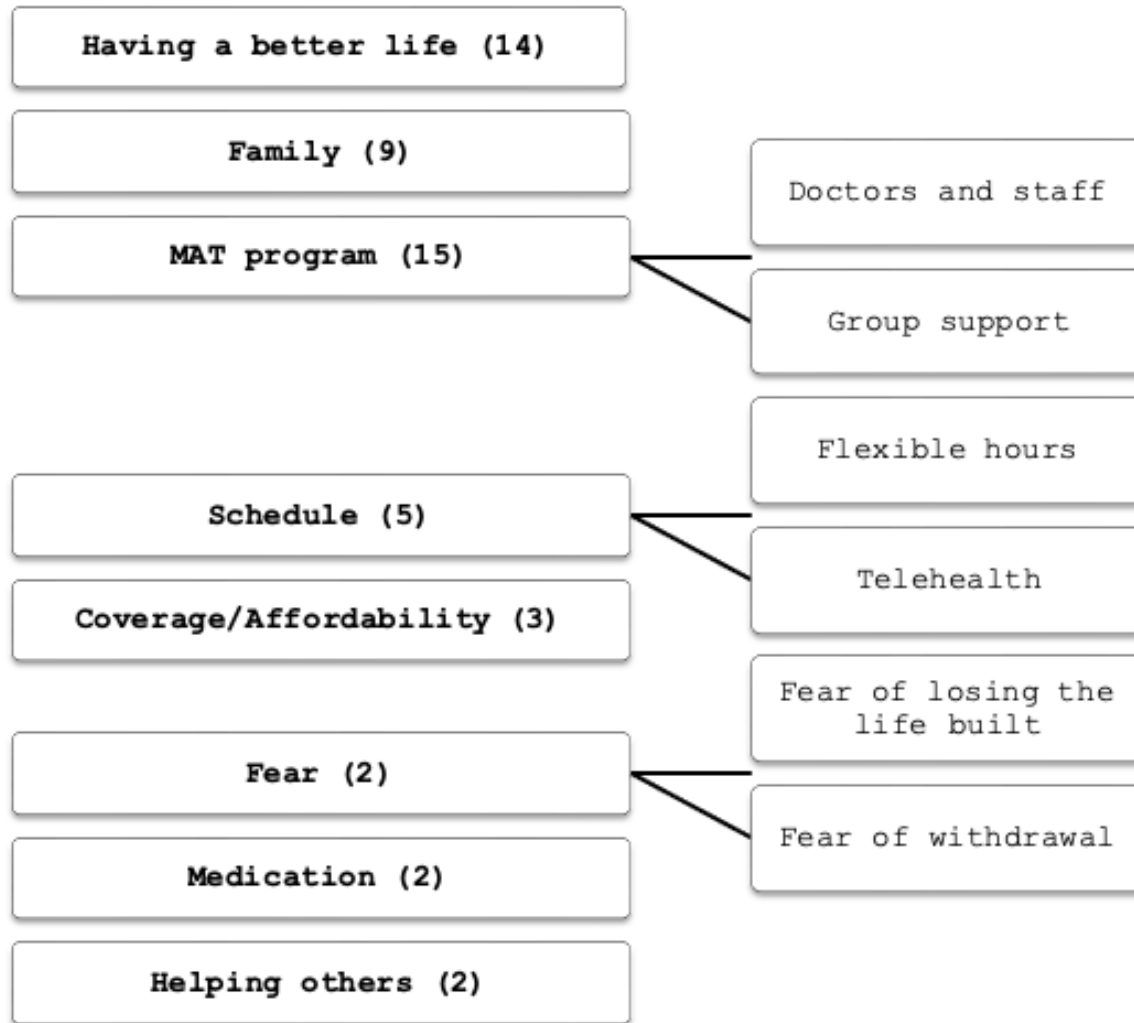 Having a better life (14)
Family (9)
MAT program (15)
Doctors and staff
Group support
Schedule (5)
Flexible hours
Telehealth
Coverage/Affordability (3)
Fear (2)
Fear of losing the
life built
Fear of withdrawal
Medication (2)
Helping others (2)